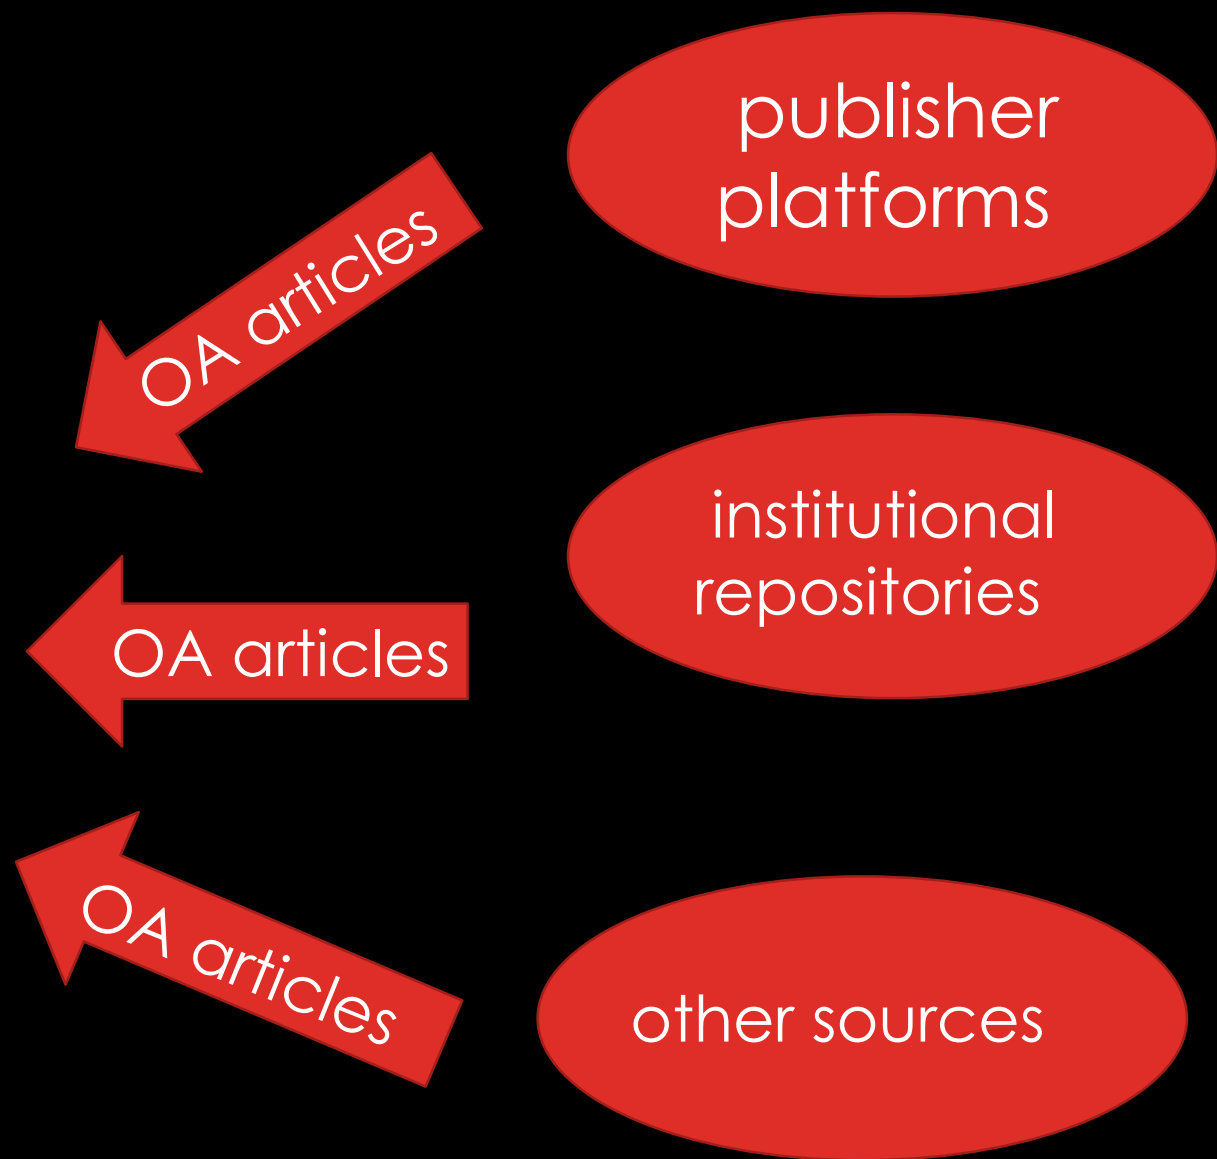 publisher
platforms
OA articles
institutional
repositories
OA articles
OA articles
other sources